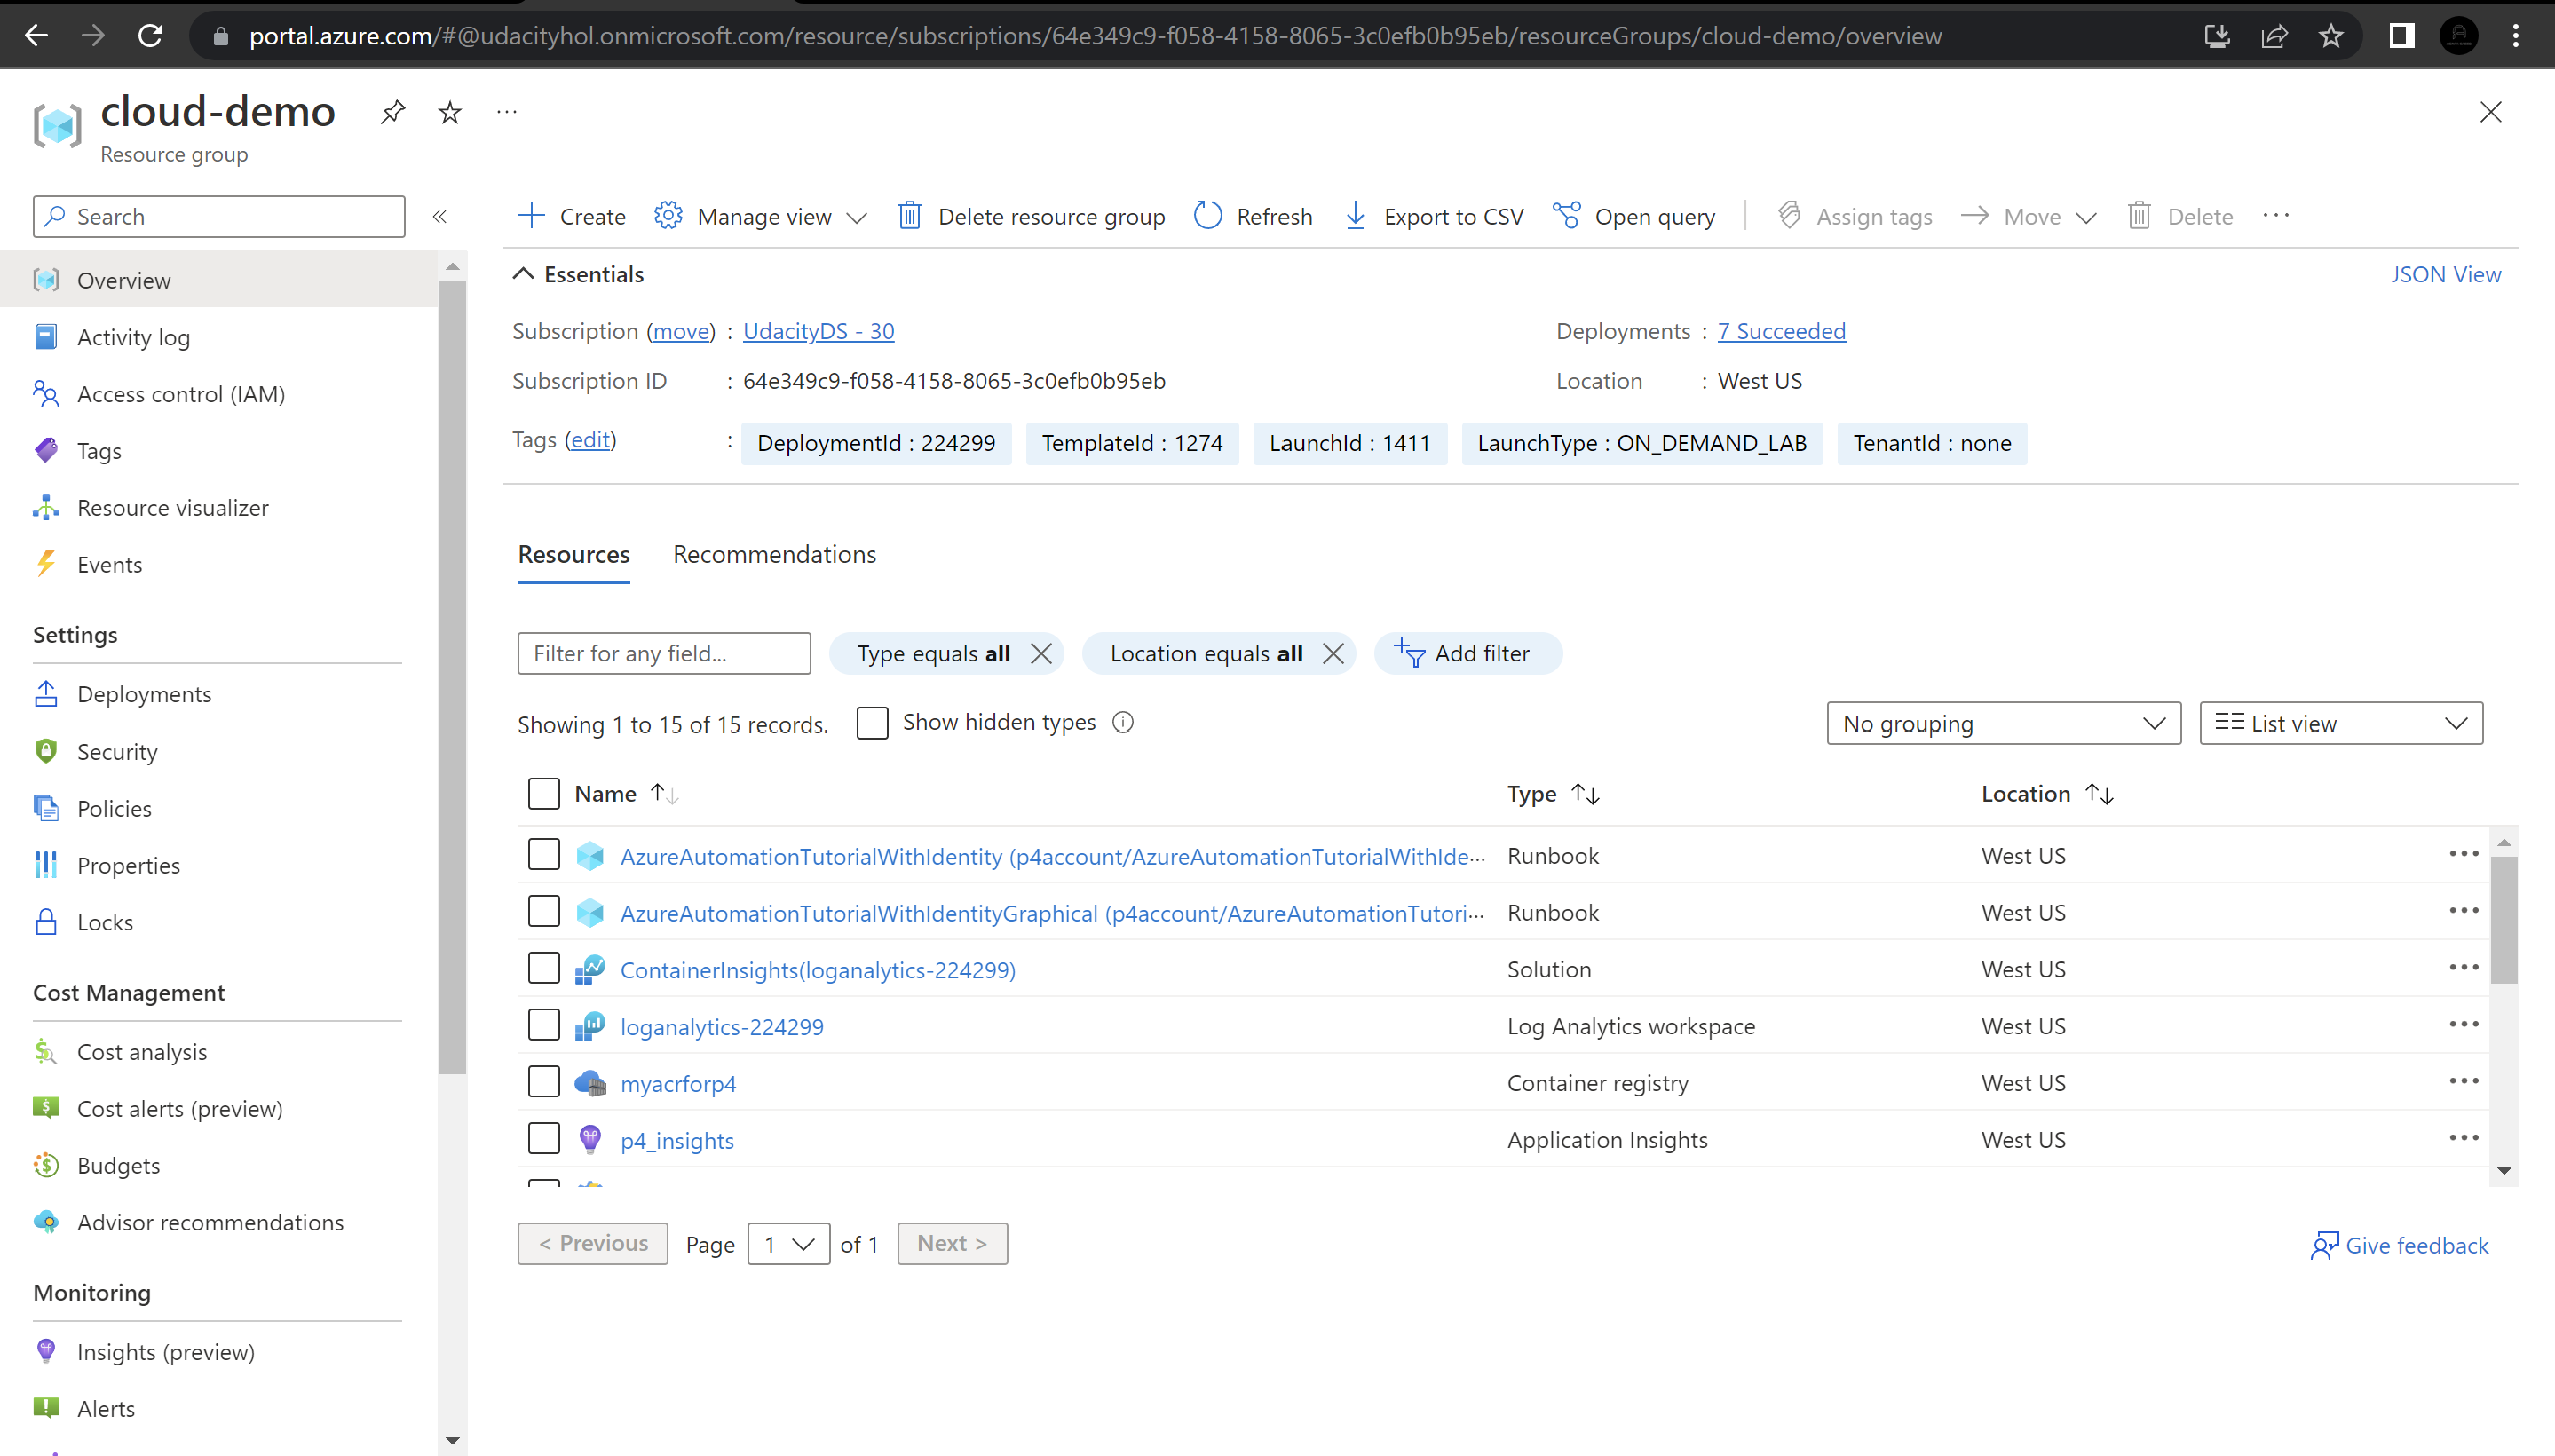 portal.azure.com/#@udacityhol.onmicrosoft.com/resource/subscriptions/64e349c9-f058-4158-8065-3c0efb0b95eb/resourceGroups/cloud-demo/overview
cloud-demo
Resource group
Search
Create Manage view Delete resource group Refresh Export to CSV Open query Assign tags Move Delete
Overview
Activity log
Access control (IAM)
Tags
Resource visualizer
Events
Settings
Deployments
Security
Policies
Properties
Locks
Cost Management
Cost analysis
Cost alerts (preview)
Budgets
Advisor recommendations
Monitoring
Insights (preview)
Alerts
Essentials JSON View
Subscription (move) : UdacityDS - 30 Deployments : 7 Succeeded
Subscription ID : 64e349c9-f058-4158-8065-3c0efb0b95eb Location : West US
Tags (edit) : DeploymentId : 224299 TemplateId : 1274 LaunchId : 1411 LaunchType : ON_DEMAND_LAB TenantId : none
Resources Recommendations
Filter for any field... Type equals all Location equals all Add filter
Showing 1 to 15 of 15 records. Show hidden types No grouping List view
Name Type Location
AzureAutomationTutorialWithIdentity (p4account/AzureAutomationTutorialWithIde... Runbook West US
AzureAutomationTutorialWithIdentityGraphical (p4account/AzureAutomationTutori... Runbook West US
ContainerInsights(loganalytics-224299) Solution West US
loganalytics-224299 Log Analytics workspace West US
myacrforp4 Container registry West US
p4_insights Application Insights West US
< Previous Page 1 of 1 Next > Give feedback